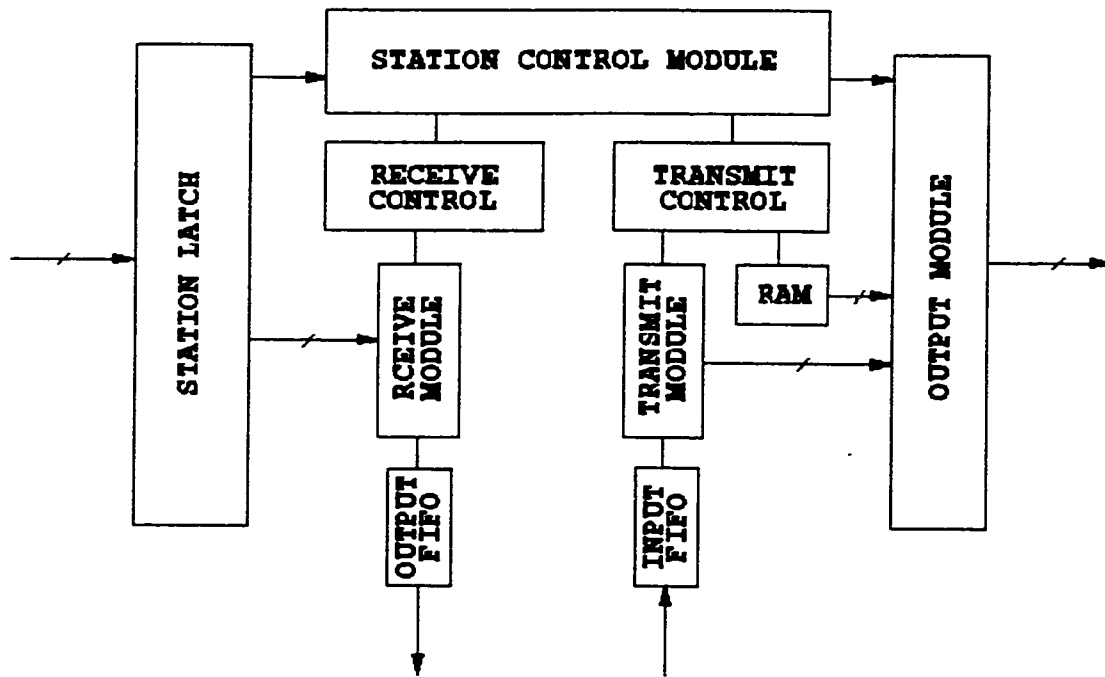 STATION CONTROL MODULE
RECEIVE
CONTROL
TRANSMIT
CONTROL
STATION LATCH
RCEIVE
MODULE
TRANSMIT
MODULE
RAM
OUTPUT MODULE
OUTPUT
FIFO
INPUT
FIFO